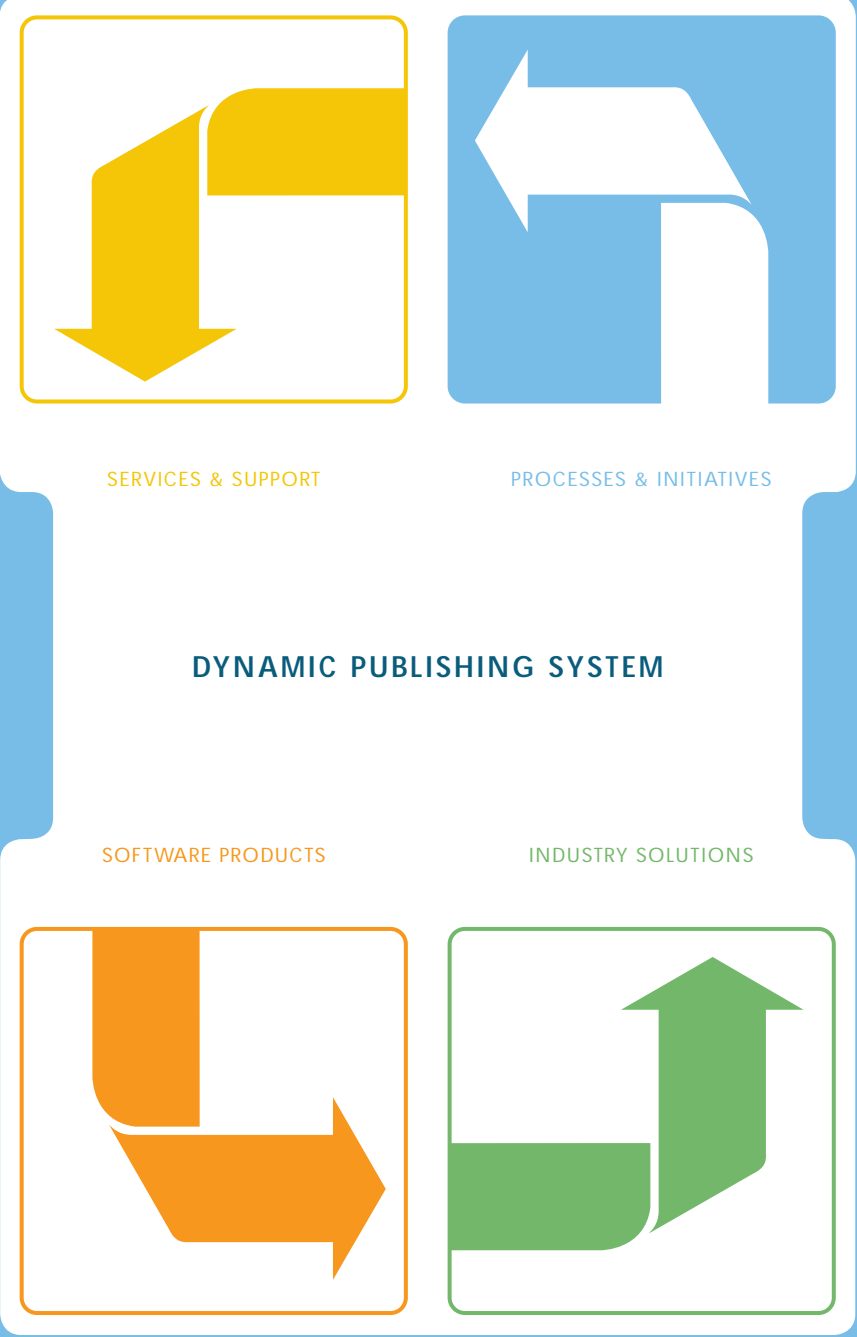 SERVICES & SUPPORT
PROCESSES & INITIATIVES
DYNAMIC PUBLISHING SYSTEM
SOFTWARE PRODUCTS
INDUSTRY SOLUTIONS